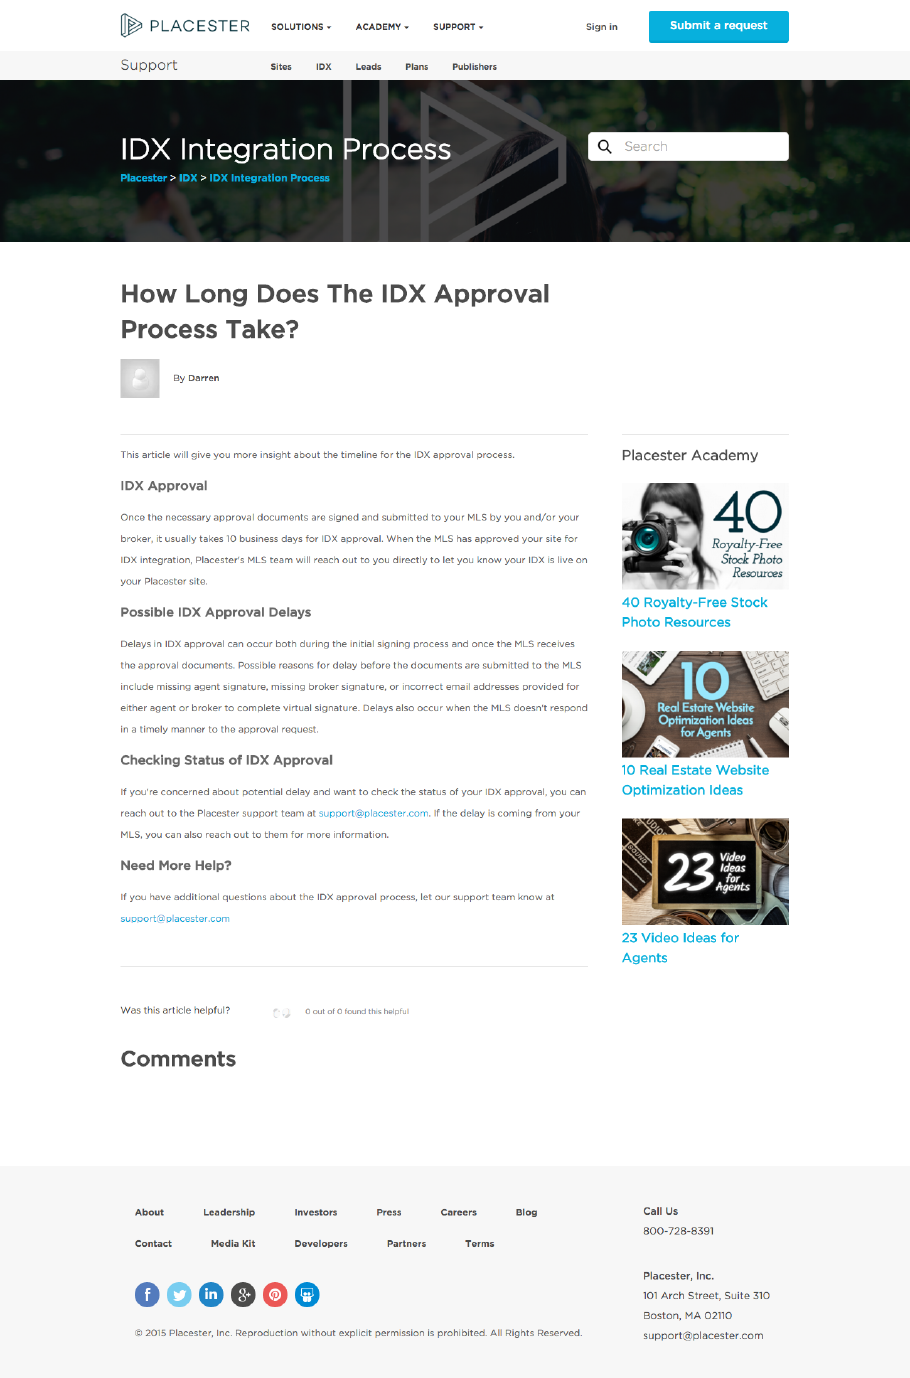 PLACESTER
SOLUTIONS
ACADEMY
SUPPORT
Sign in
Submit a request
Support
Sites
IDX
Leads
Plans
Publishers
IDX Integration Process
Search
Placester > IDX > IDX Integration Process
How Long Does The IDX Approval
Process Take?
By Darren
This article will give you more insight about the timeline for the IDX approval process.
IDX Approval
Once the necessary approval documents are signed and submitted to your MLS by you and/or your
broker, it usually takes 10 business days for IDX approval. When the MLS has approved your site for
IDX integration, Placester's MLS team will reach out to you directly to let you know your IDX is live on
your Placester site.
Possible IDX Approval Delays
Delays in IDX approval can occur both during the initial signing process and once the MLS receives
the approval documents. Possible reasons for delay before the documents are submitted to the MLS
include missing agent signature, missing broker signature, or incorrect email addresses provided for
either agent or broker to complete virtual signature. Delays also occur when the MLS doesn't respond
in a timely manner to the approval request.
Checking Status of IDX Approval
If you're concerned about potential delay and want to check the status of your IDX approval, you can
reach out to the Placester support team at support@placester.com. If the delay is coming from your
MLS, you can also reach out to them for more information.
Need More Help?
If you have additional questions about the IDX approval process, let our support team know at
support@placester.com
Was this article helpful?
0 out of 0 found this helpful
Comments
Placester Academy
40
Royalty-Free
Stock Photo
Resources
40 Royalty-Free Stock
Photo Resources
10
Real Estate Website
Optimization Ideas
for Agents
10 Real Estate Website
Optimization Ideas
AUDIO
SOUND
23 Video
Ideas
for
Agents
23 Video Ideas for
Agents
About
Leadership
Investors
Press
Careers
Blog
Contact
Media Kit
Developers
Partners
Terms
f
in
g+
© 2015 Placester, Inc. Reproduction without explicit permission is prohibited. All Rights Reserved.
Call Us
800-728-8391
Placester, Inc.
101 Arch Street, Suite 310
Boston, MA 02110
support@placester.com